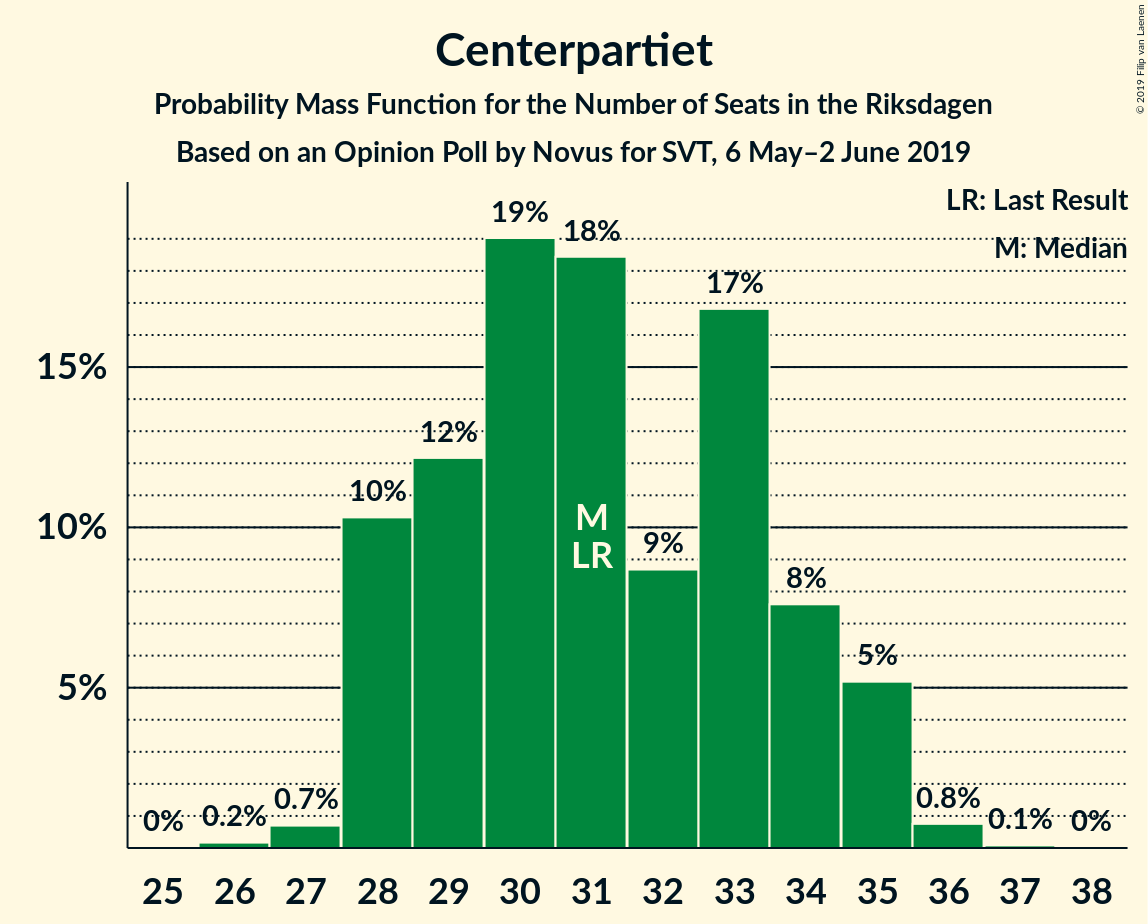 Centerpartiet
Probability Mass Function for the Number of Seats in the Riksdagen
Based on an Opinion Poll by Novus for SVT, 6 May–2 June 2019
© 2019 Filip van Laenen
LR: Last Result
M: Median
15%
10%
5%
0%
0.2%
0.7%
10%
12%
19%
18%
9%
17%
8%
5%
0.8%
0.1%
0%
M
LR
25 26 27 28 29 30 31 32 33 34 35 36 37 38